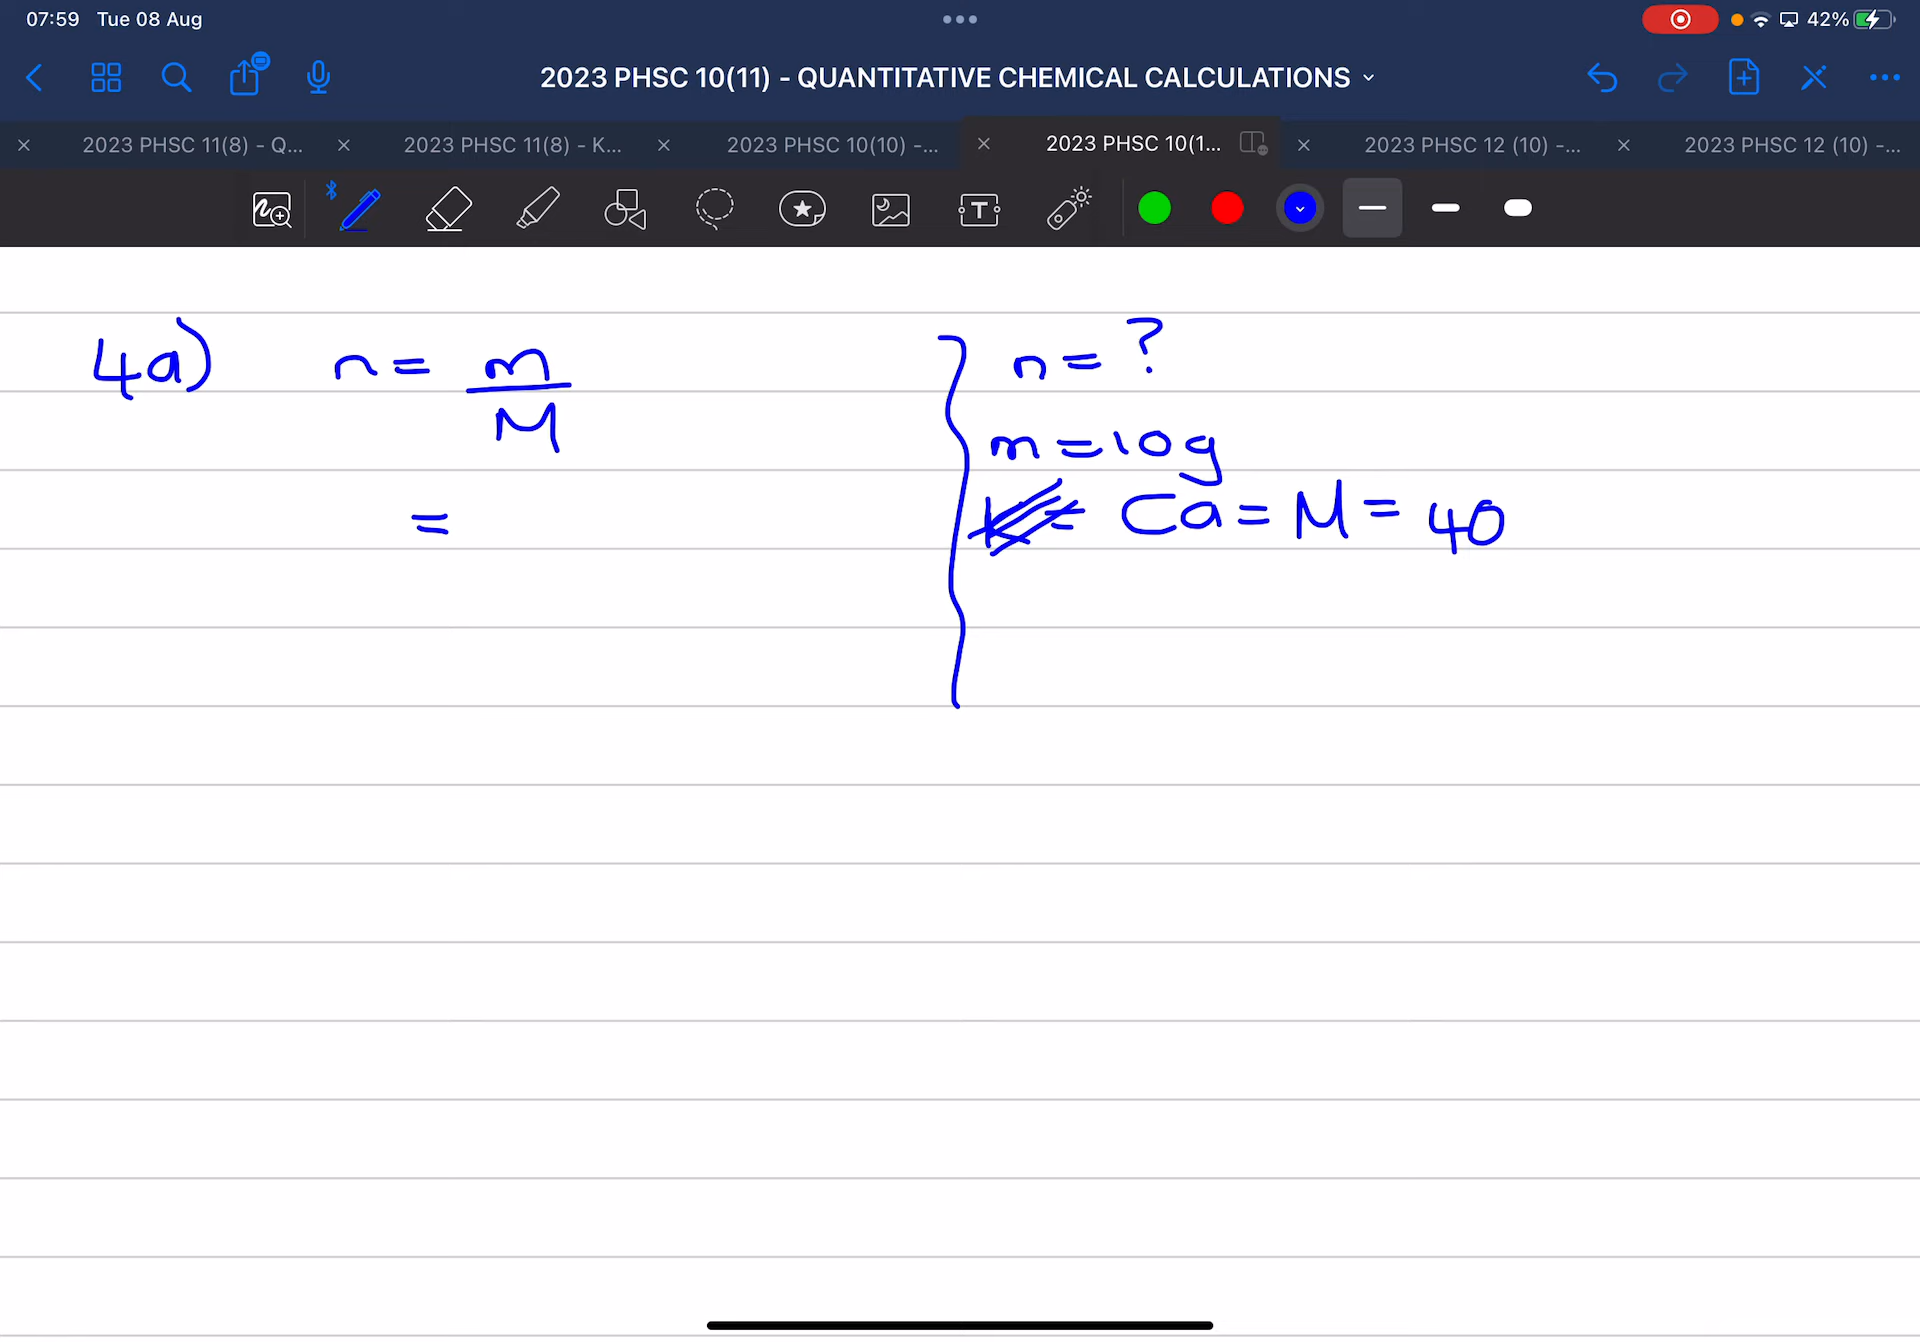 07:59 Tue 08 Aug
42%
2023 PHSC 10(11) - QUANTITATIVE CHEMICAL CALCULATIONS
2023 PHSC 11(8) - Q...
2023 PHSC 11(8) - K...
2023 PHSC 10(10) -...
2023 PHSC 10(1...
2023 PHSC 12 (10) -...
2023 PHSC 12 (10) -...
T
4a) n = m/M
=
n = ?
m = 10g
Ca = M = 40